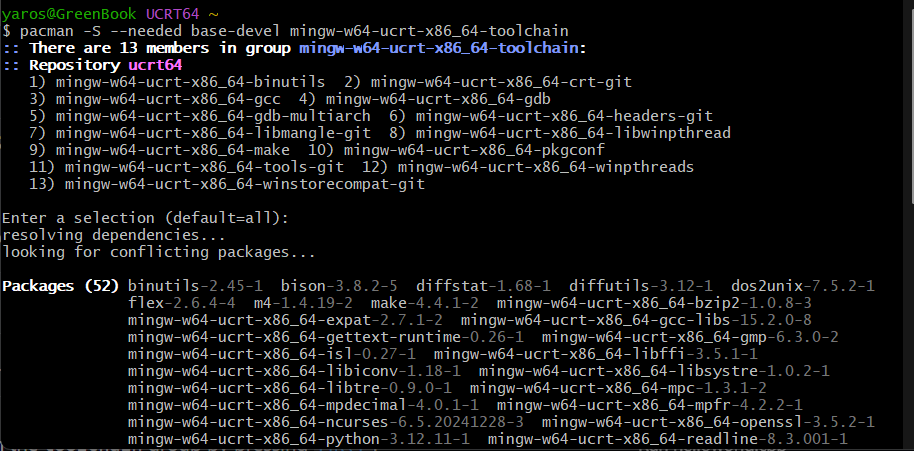 yaros@GreenBook UCRT64 ~
$ pacman -S --needed base-devel mingw-w64-ucrt-x86_64-toolchain
:: There are 13 members in group mingw-w64-ucrt-x86_64-toolchain:
:: Repository ucrt64
1) mingw-w64-ucrt-x86_64-binutils 2) mingw-w64-ucrt-x86_64-crt-git
3) mingw-w64-ucrt-x86_64-gcc 4) mingw-w64-ucrt-x86_64-gdb
5) mingw-w64-ucrt-x86_64-gdb-multiarch 6) mingw-w64-ucrt-x86_64-headers-git
7) mingw-w64-ucrt-x86_64-libmangle-git 8) mingw-w64-ucrt-x86_64-libwinpthread
9) mingw-w64-ucrt-x86_64-make 10) mingw-w64-ucrt-x86_64-pkgconf
11) mingw-w64-ucrt-x86_64-tools-git 12) mingw-w64-ucrt-x86_64-winpthreads
13) mingw-w64-ucrt-x86_64-winstorecompat-git
Enter a selection (default=all):
resolving dependencies...
looking for conflicting packages...
Packages (52) binutils-2.45-1 bison-3.8.2-5 diffstat-1.68-1 diffutils-3.12-1 dos2unix-7.5.2-1
flex-2.6.4-4 m4-1.4.19-2 make-4.4.1-2 mingw-w64-ucrt-x86_64-bzip2-1.0.8-3
mingw-w64-ucrt-x86_64-expat-2.7.1-2 mingw-w64-ucrt-x86_64-gcc-libs-15.2.0-8
mingw-w64-ucrt-x86_64-gettext-runtime-0.26-1 mingw-w64-ucrt-x86_64-gmp-6.3.0-2
mingw-w64-ucrt-x86_64-isl-0.27-1 mingw-w64-ucrt-x86_64-libffi-3.5.1-1
mingw-w64-ucrt-x86_64-libiconv-1.18-1 mingw-w64-ucrt-x86_64-libsystre-1.0.2-1
mingw-w64-ucrt-x86_64-libtre-0.9.0-1 mingw-w64-ucrt-x86_64-mpc-1.3.1-2
mingw-w64-ucrt-x86_64-mpdecimal-4.0.1-1 mingw-w64-ucrt-x86_64-mpfr-4.2.2-1
mingw-w64-ucrt-x86_64-ncurses-6.5.20241228-3 mingw-w64-ucrt-x86_64-openssl-3.5.2-1
mingw-w64-ucrt-x86_64-python-3.12.11-1 mingw-w64-ucrt-x86_64-readline-8.3.001-1